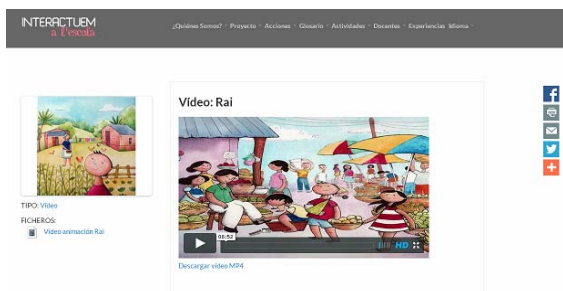 INTERACTUEM
a l'escola
¿Quiénes Somos? Proyecto Acciones Glosario Actividades Docentes Experiencias Idioma
Vídeo: Rai
05:52
HD
Descargar vídeo MP4
TIPO: Vídeo
FICHEROS:
Vídeo animación Rai